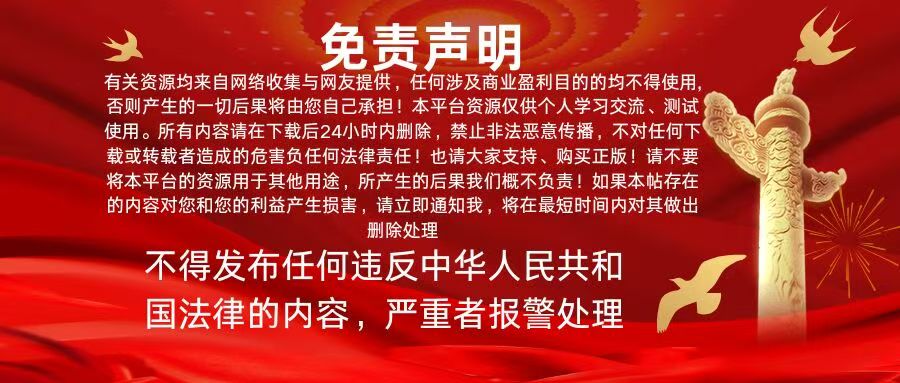 免责声明
有关资源均来自网络收集与网友提供，任何涉及商业盈利目的的均不得使用,
否则产生的一切后果将由您自己承担！本平台资源仅供个人学习交流、测试
使用。所有内容请在下载后24小时内删除，禁止非法恶意传播，不对任何下
载或转载者造成的危害负任何法律责任！也请大家支持、购买正版！请不要
将本平台的资源用于其他用途，所产生的后果我们概不负责！如果本帖存在
的内容对您和您的利益产生损害，请立即通知我，将在最短时间内对其做出
删除处理
不得发布任何违反中华人民共和
国法律的内容，严重者报警处理